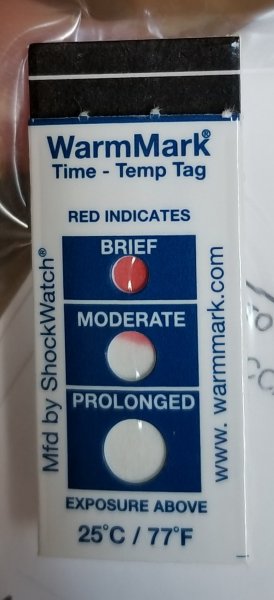 WarmMark®
Time - Temp Tag
RED INDICATES
BRIEF
MODERATE
PROLONGED
EXPOSURE ABOVE
25°C / 77°F
Mfd by ShockWatch®
www. warmmark.com